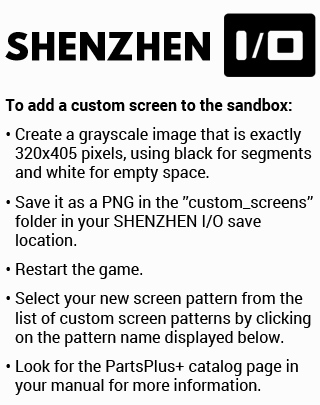 SHENZHEN I/O
To add a custom screen to the sandbox:
• Create a grayscale image that is exactly
320x405 pixels, using black for segments
and white for empty space.
• Save it as a PNG in the "custom_screens"
folder in your SHENZHEN I/O save
location.
• Restart the game.
• Select your new screen pattern from the
list of custom screen patterns by clicking
on the pattern name displayed below.
• Look for the PartsPlus+ catalog page in
your manual for more information.